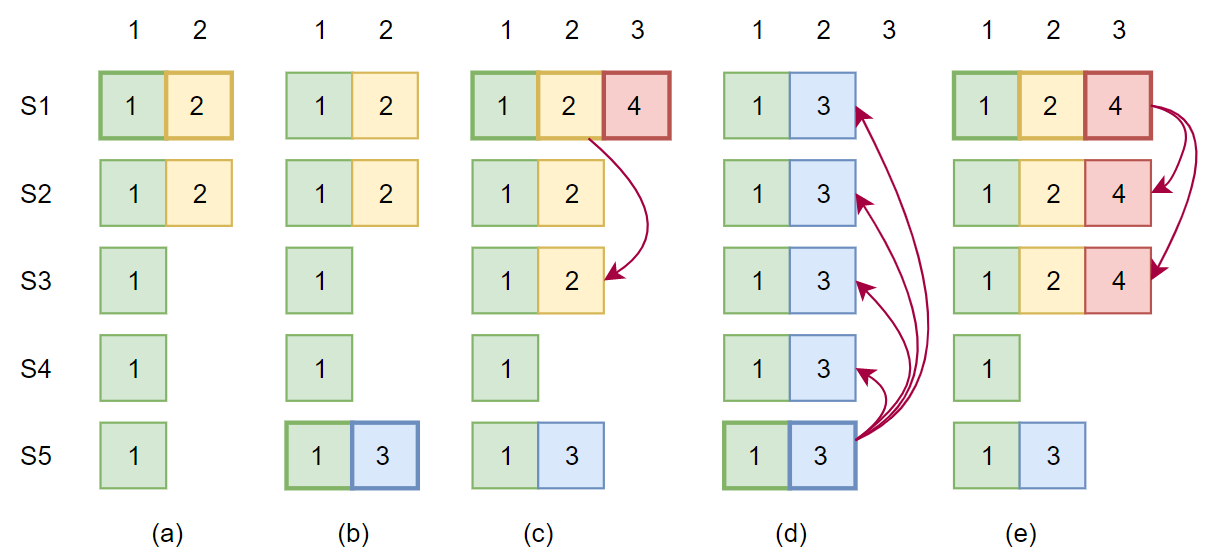 1 2 1 2 1 2 3 1 2 3 1 2 3
S1 1 2 1 2 1 2 4 1 3 1 2 4
S2 1 2 1 2 1 2 1 3 1 2 4
S3 1 1 1 2 1 3 1 2 4
S4 1 1 1 1 3 1
S5 1 1 3 1 3 1 3 1 3
(a) (b) (c) (d) (e)